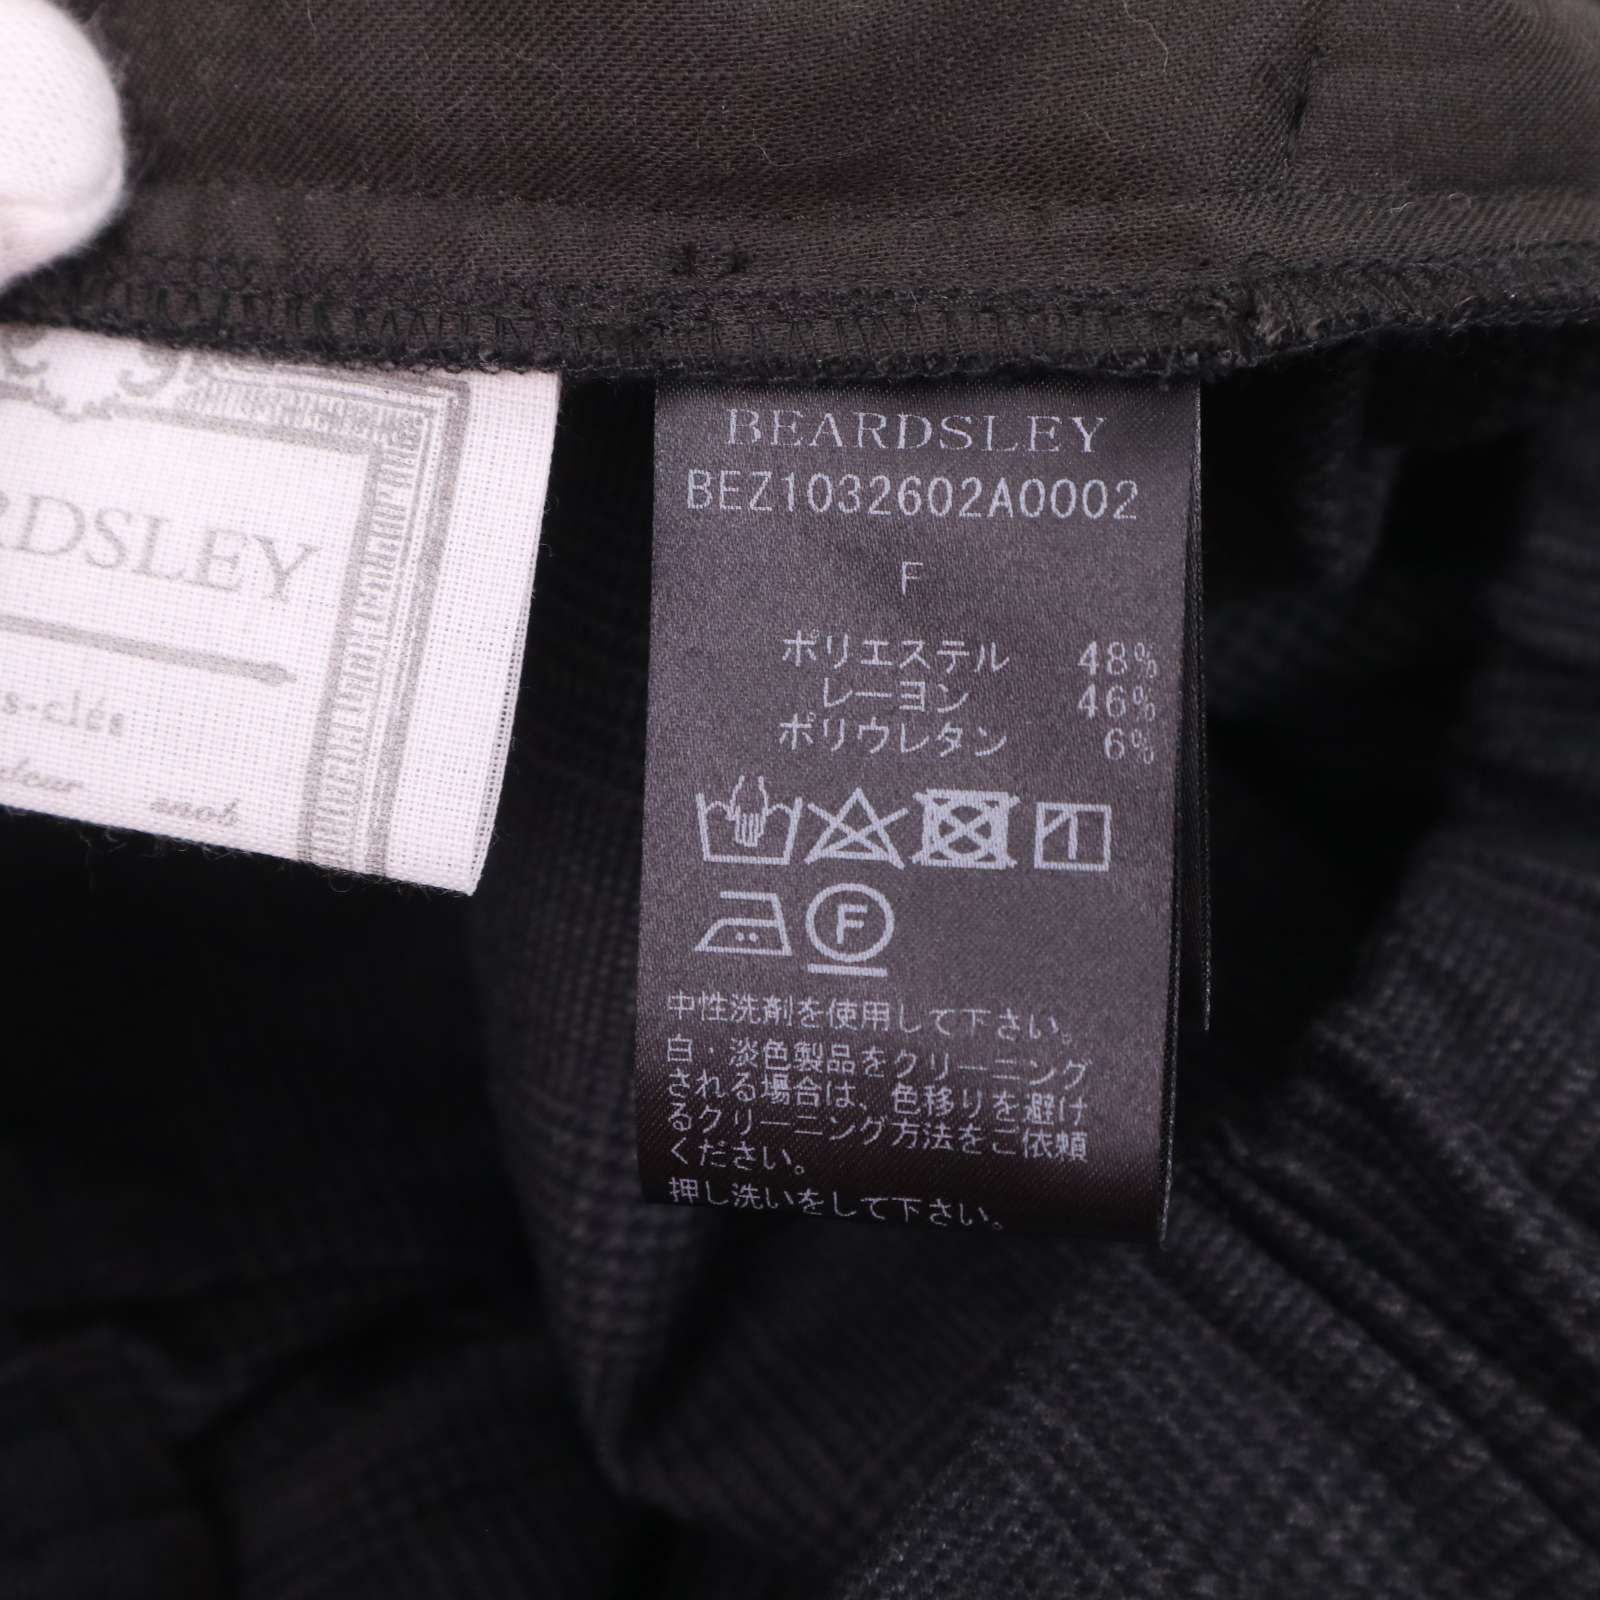 BEARDSLEY
BEZ1032602A0002
F
ポリエステル 48%
レーヨン 46%
ポリウレタン 6%
F
中性洗剤を使用して下さい。
白・淡色製品をクリーニング
される場合は、色移りを避け
るクリーニング方法をご依頼
ください。
押し洗いをして下さい。
RDSLEY
s-clés